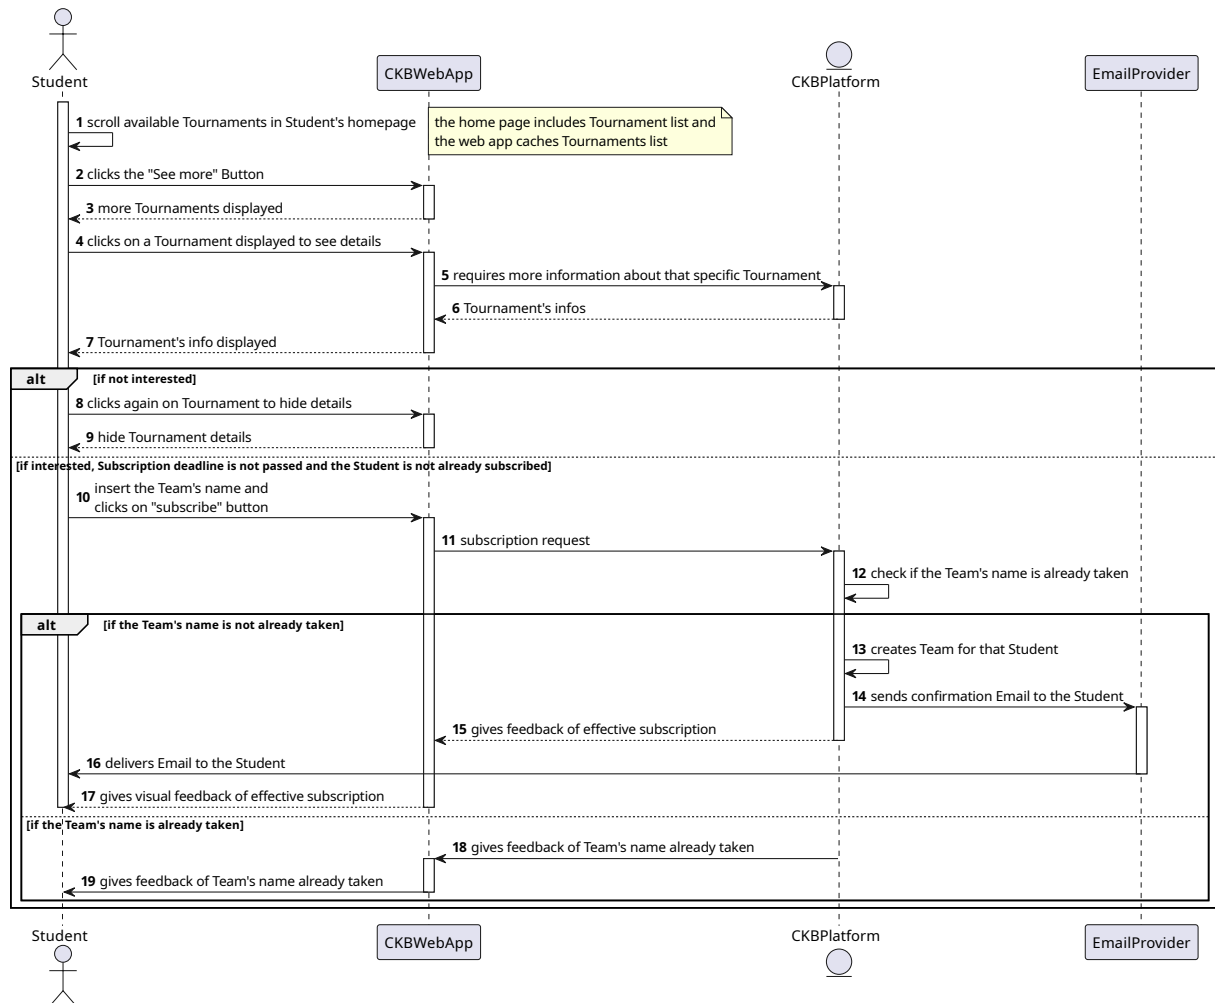 Student
CKBWebApp
CKBPlatform
EmailProvider
1 scroll available Tournaments in Student's homepage
the home page includes Tournament list and
the web app caches Tournaments list
2 clicks the "See more" Button
3 more Tournaments displayed
4 clicks on a Tournament displayed to see details
5 requires more information about that specific Tournament
6 Tournament's infos
7 Tournament's info displayed
alt [if not interested]
8 clicks again on Tournament to hide details
9 hide Tournament details
[if interested, Subscription deadline is not passed and the Student is not already subscribed]
10 insert the Team's name and
clicks on "subscribe" button
11 subscription request
12 check if the Team's name is already taken
alt [if the Team's name is not already taken]
13 creates Team for that Student
14 sends confirmation Email to the Student
15 gives feedback of effective subscription
16 delivers Email to the Student
17 gives visual feedback of effective subscription
[if the Team's name is already taken]
18 gives feedback of Team's name already taken
19 gives feedback of Team's name already taken
Student
CKBWebApp
CKBPlatform
EmailProvider